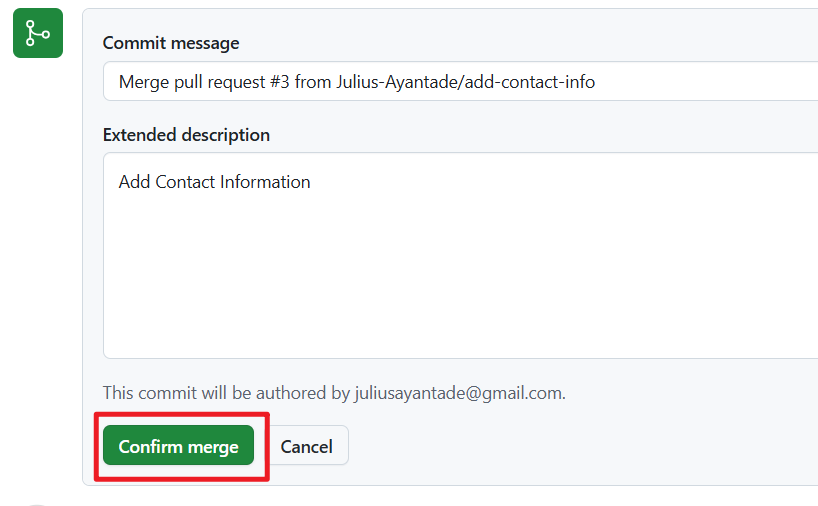 Commit message
Merge pull request #3 from Julius-Ayantade/add-contact-info
Extended description
Add Contact Information
This commit will be authored by juliusayantade@gmail.com.
Confirm merge Cancel